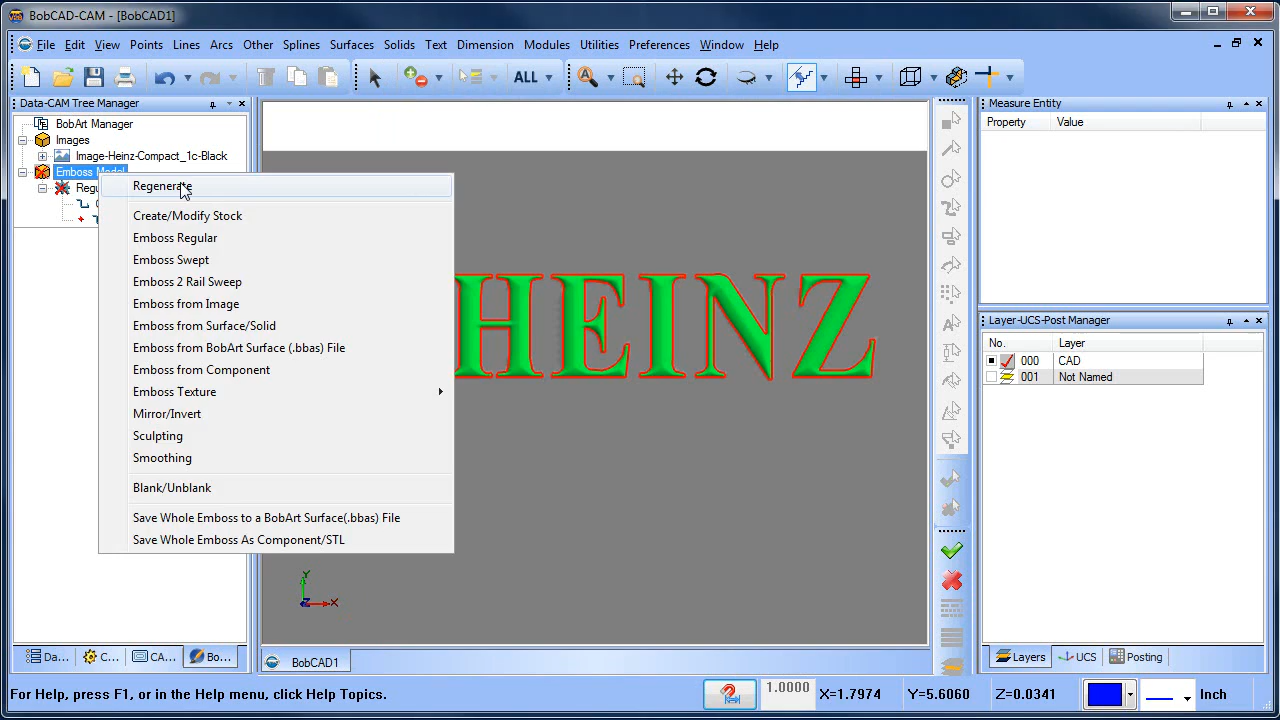 BobCAD-CAM - [BobCAD1]
File Edit View Points Lines Arcs Other Splines Surfaces Solids Text Dimension Modules Utilities Preferences Window Help
ALL
Data-CAM Tree Manager
BobArt Manager
Images
Image-Heinz-Compact_1c-Black
Emboss Model
Regu
Regenerate
Create/Modify Stock
Emboss Regular
Emboss Swept
Emboss 2 Rail Sweep
Emboss from Image
Emboss from Surface/Solid
Emboss from BobArt Surface (.bbas) File
Emboss from Component
Emboss Texture
Mirror/Invert
Sculpting
Smoothing
Blank/Unblank
Save Whole Emboss to a BobArt Surface(.bbas) File
Save Whole Emboss As Component/STL
HEINZ
Y
Z X
Measure Entity
Property Value
Layer-UCS-Post Manager
No. Layer
000 CAD
001 Not Named
Da... C... CA... Bo...
BobCAD1
Layers UCS Posting
For Help, press F1, or in the Help menu, click Help Topics.
1.0000 X=1.7974 Y=5.6060 Z=0.0341 Inch